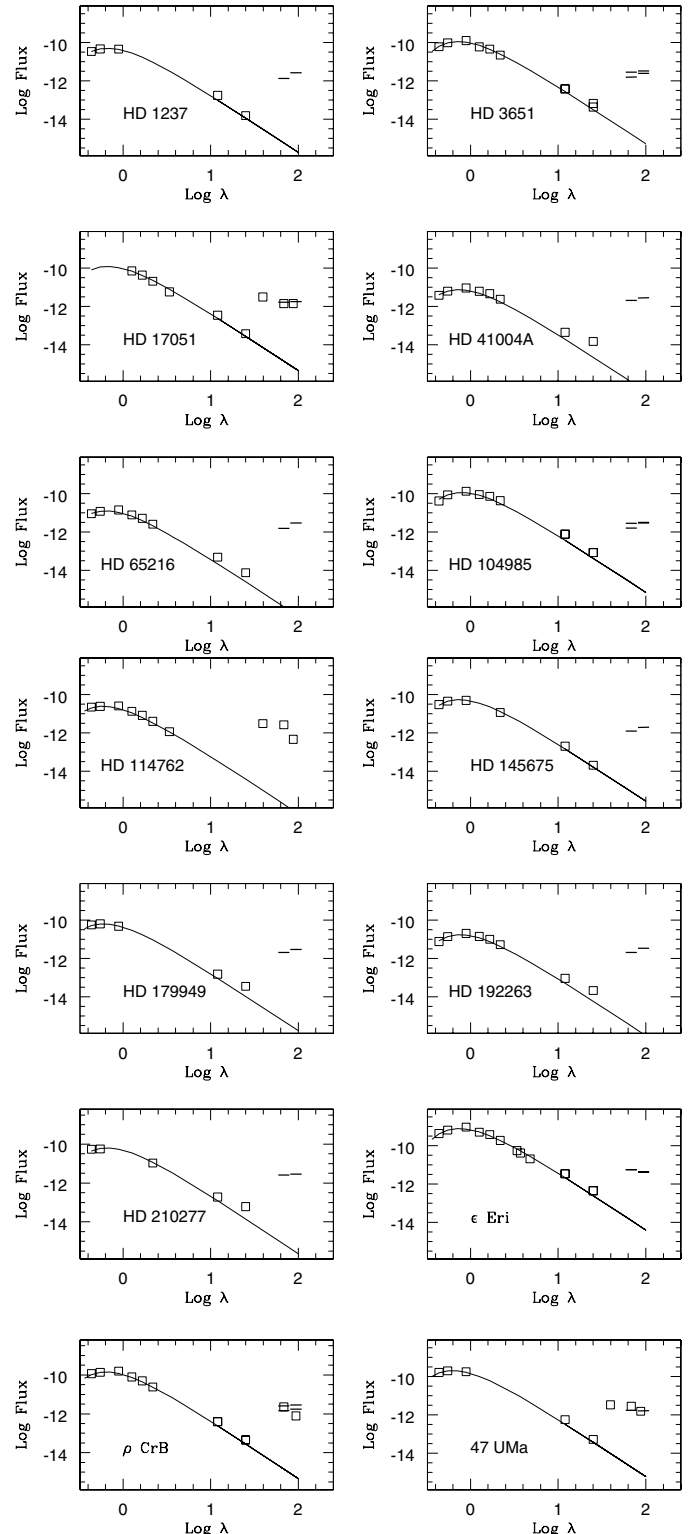 Log Flux
-10
-12
-14
HD 1237
0
1
2
Log λ
Log Flux
-10
-12
-14
HD 3651
0
1
2
Log λ
Log Flux
-10
-12
-14
HD 17051
0
1
2
Log λ
Log Flux
-10
-12
-14
HD 41004A
0
1
2
Log λ
Log Flux
-10
-12
-14
HD 65216
0
1
2
Log λ
Log Flux
-10
-12
-14
HD 104985
0
1
2
Log λ
Log Flux
-10
-12
-14
HD 114762
0
1
2
Log λ
Log Flux
-10
-12
-14
HD 145675
0
1
2
Log λ
Log Flux
-10
-12
-14
HD 179949
0
1
2
Log λ
Log Flux
-10
-12
-14
HD 192263
0
1
2
Log λ
Log Flux
-10
-12
-14
HD 210277
0
1
2
Log λ
Log Flux
-10
-12
-14
ϵ Eri
0
1
2
Log λ
Log Flux
-10
-12
-14
ρ CrB
0
1
2
Log λ
Log Flux
-10
-12
-14
47 UMa
0
1
2
Log λ